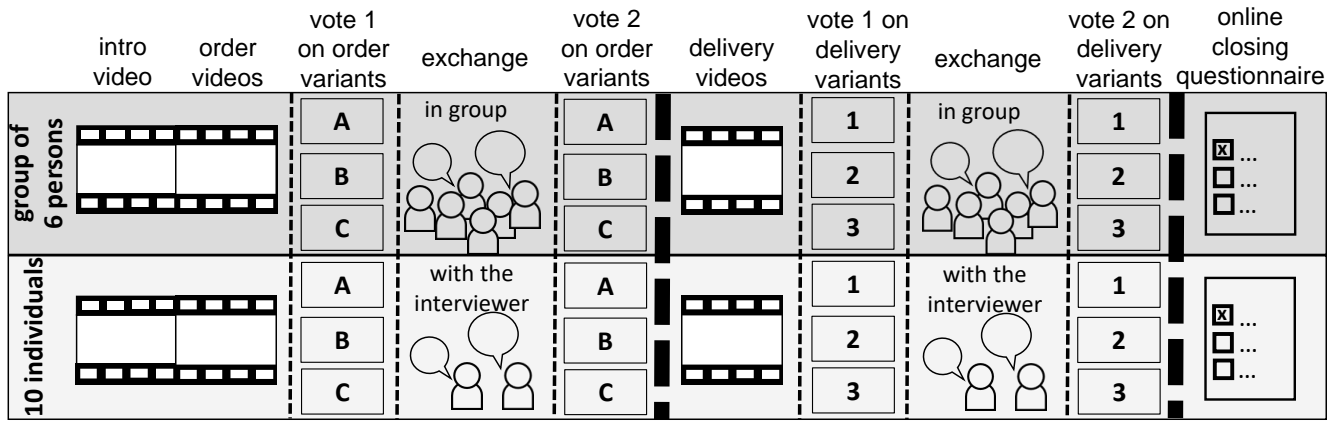 intro
video
order
videos
vote 1
on order
variants
exchange
vote 2
on order
variants
delivery
videos
vote 1 on
delivery
variants
exchange
vote 2 on
delivery
variants
online
closing
questionnaire
group of
6 persons
A
B
C
in group
A
B
C
1
2
3
in group
1
2
3
x ...
...
...
10 individuals
A
B
C
with the
interviewer
A
B
C
1
2
3
with the
interviewer
1
2
3
x ...
...
...